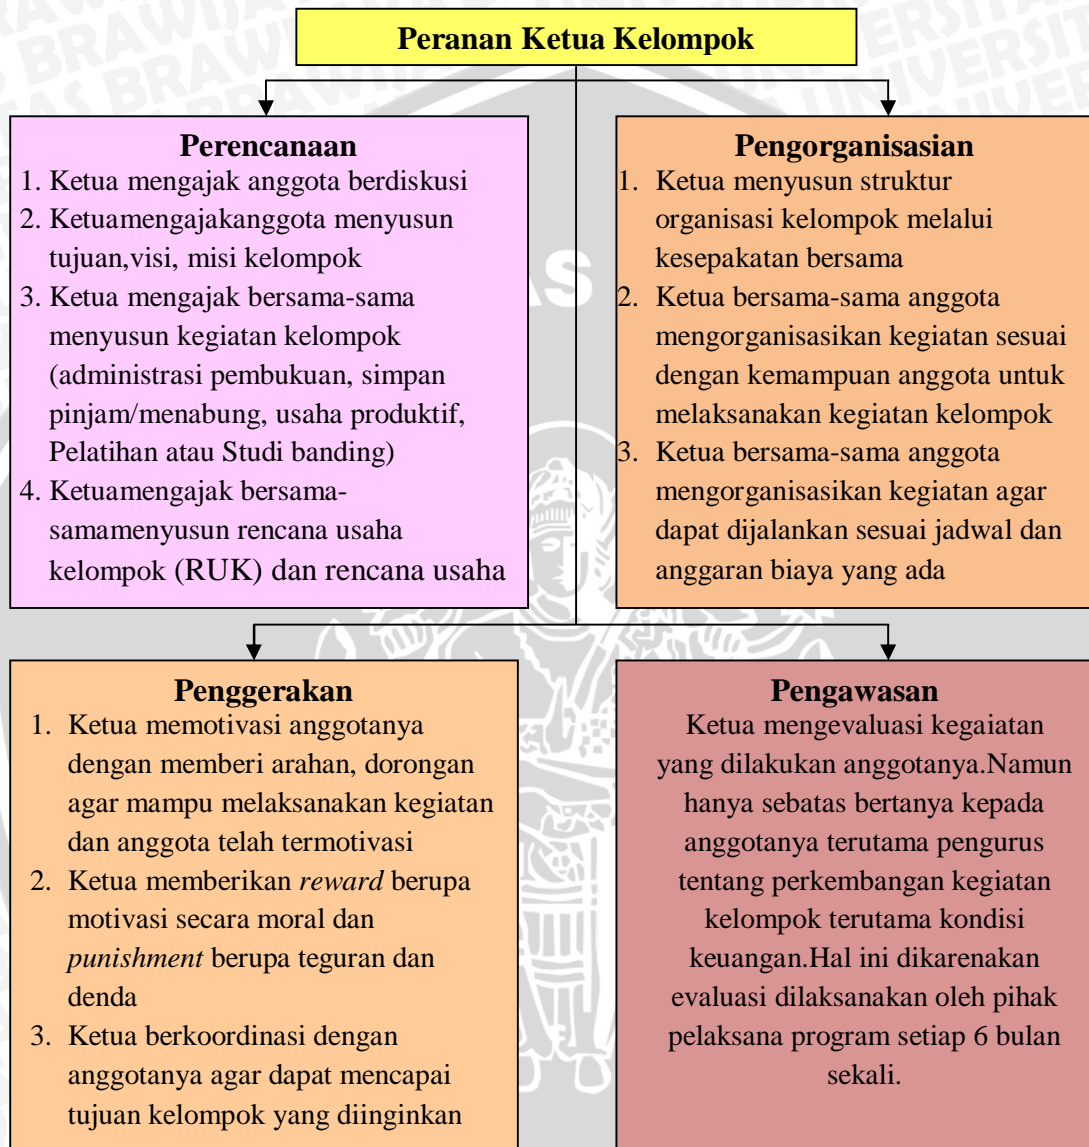 Peranan Ketua Kelompok
Perencanaan
1. Ketua mengajak anggota berdiskusi
2. Ketuamengajakanggota menyusun
tujuan,visi, misi kelompok
3. Ketua mengajak bersama-sama
menyusun kegiatan kelompok
(administrasi pembukuan, simpan
pinjam/menabung, usaha produktif,
Pelatihan atau Studi banding)
4. Ketuamengajak bersama-
samamenyusun rencana usaha
kelompok (RUK) dan rencana usaha
Pengorganisasian
1. Ketua menyusun struktur
organisasi kelompok melalui
kesepakatan bersama
2. Ketua bersama-sama anggota
mengorganisasikan kegiatan sesuai
dengan kemampuan anggota untuk
melaksanakan kegiatan kelompok
3. Ketua bersama-sama anggota
mengorganisasikan kegiatan agar
dapat dijalankan sesuai jadwal dan
anggaran biaya yang ada
Penggerakan
1. Ketua memotivasi anggotanya
dengan memberi arahan, dorongan
agar mampu melaksanakan kegiatan
dan anggota telah termotivasi
2. Ketua memberikan reward berupa
motivasi secara moral dan
punishment berupa teguran dan
denda
3. Ketua berkoordinasi dengan
anggotanya agar dapat mencapai
tujuan kelompok yang diinginkan
Pengawasan
Ketua mengevaluasi kegaiatan
yang dilakukan anggotanya.Namun
hanya sebatas bertanya kepada
anggotanya terutama pengurus
tentang perkembangan kegiatan
kelompok terutama kondisi
keuangan.Hal ini dikarenakan
evaluasi dilaksanakan oleh pihak
pelaksana program setiap 6 bulan
sekali.